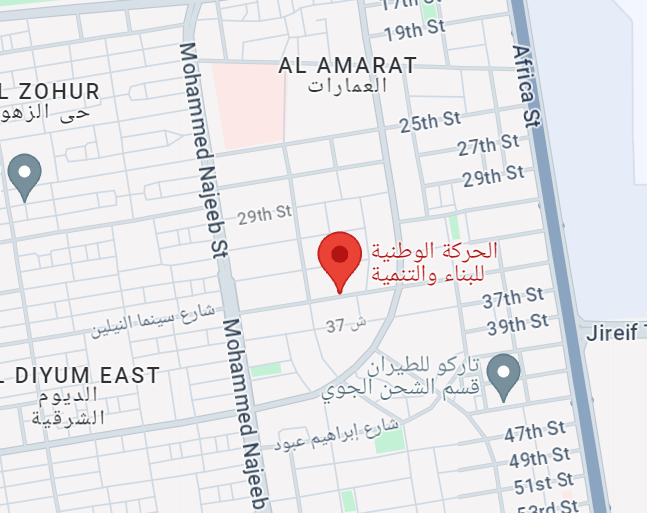 17th St
19th St
Mohammed Najeeb St
AL AMARAT
العمارات
Africa St
L ZOHUR
حى الزهو
25th St
27th St
29th St
29th St
الحركة الوطنية
للبناء والتنمية
37th St
شارع سينما النيلين
ش 37
39th St
Jireif T
Mohammed Najeeb
L DIYUM EAST
الديوم
الشرقية
تاركو للطيران
قسم الشحن الجوي
شارع إبراهيم عبود
47th St
49th St
51st St
53rd St